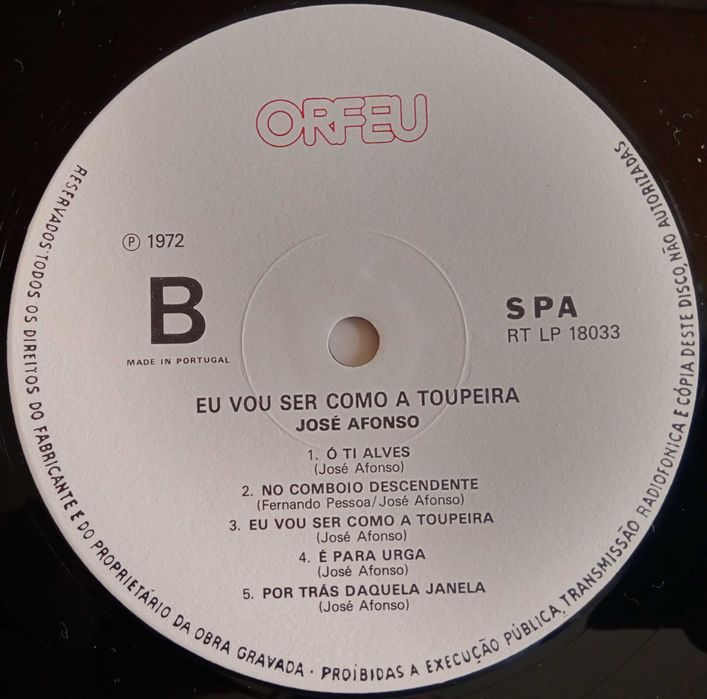 ORFEU
℗ 1972
B
MADE IN PORTUGAL
SPA
RT LP 18033
EU VOU SER COMO A TOUPEIRA
JOSÉ AFONSO
1. Ó TI ALVES
(José Afonso)
2. NO COMBOIO DESCENDENTE
(Fernando Pessoa/José Afonso)
3. EU VOU SER COMO A TOUPEIRA
(José Afonso)
4. É PARA URGA
(José Afonso)
5. POR TRÁS DAQUELA JANELA
(José Afonso)
RESERVADOS TODOS OS DIREITOS DO FABRICANTE E DO PROPRIETÁRIO DA OBRA GRAVADA · PROÍBIDAS A EXECUÇÃO PÚBLICA, TRANSMISSÃO RADIOFONICA E CÓPIA DESTE DISCO, NÃO AUTORIZADAS